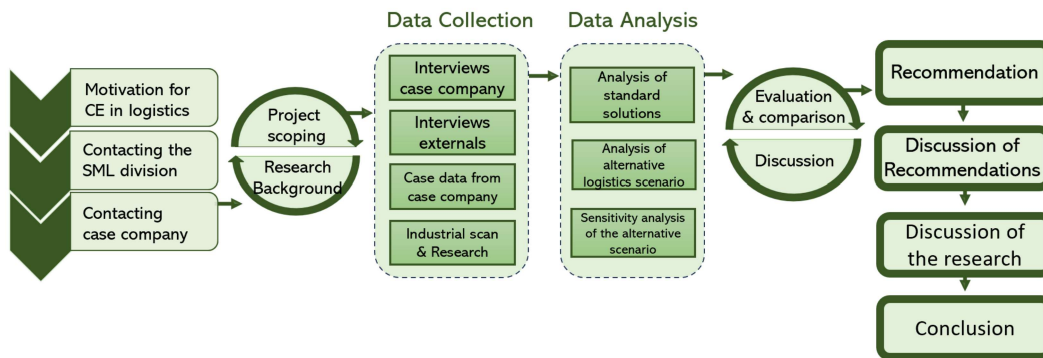 Motivation for
CE in logistics
Contacting the
SML division
Contacting
case company
Project
scoping
Research
Background
Data Collection
Interviews
case company
Interviews
externals
Case data from
case company
Industrial scan
& Research
Data Analysis
Analysis of
standard
solutions
Analysis of
alternative
logistics scenario
Sensitivity analysis
of the alternative
scenario
Evaluation
& comparison
Discussion
Recommendation
Discussion of
Recommendations
Discussion of
the research
Conclusion